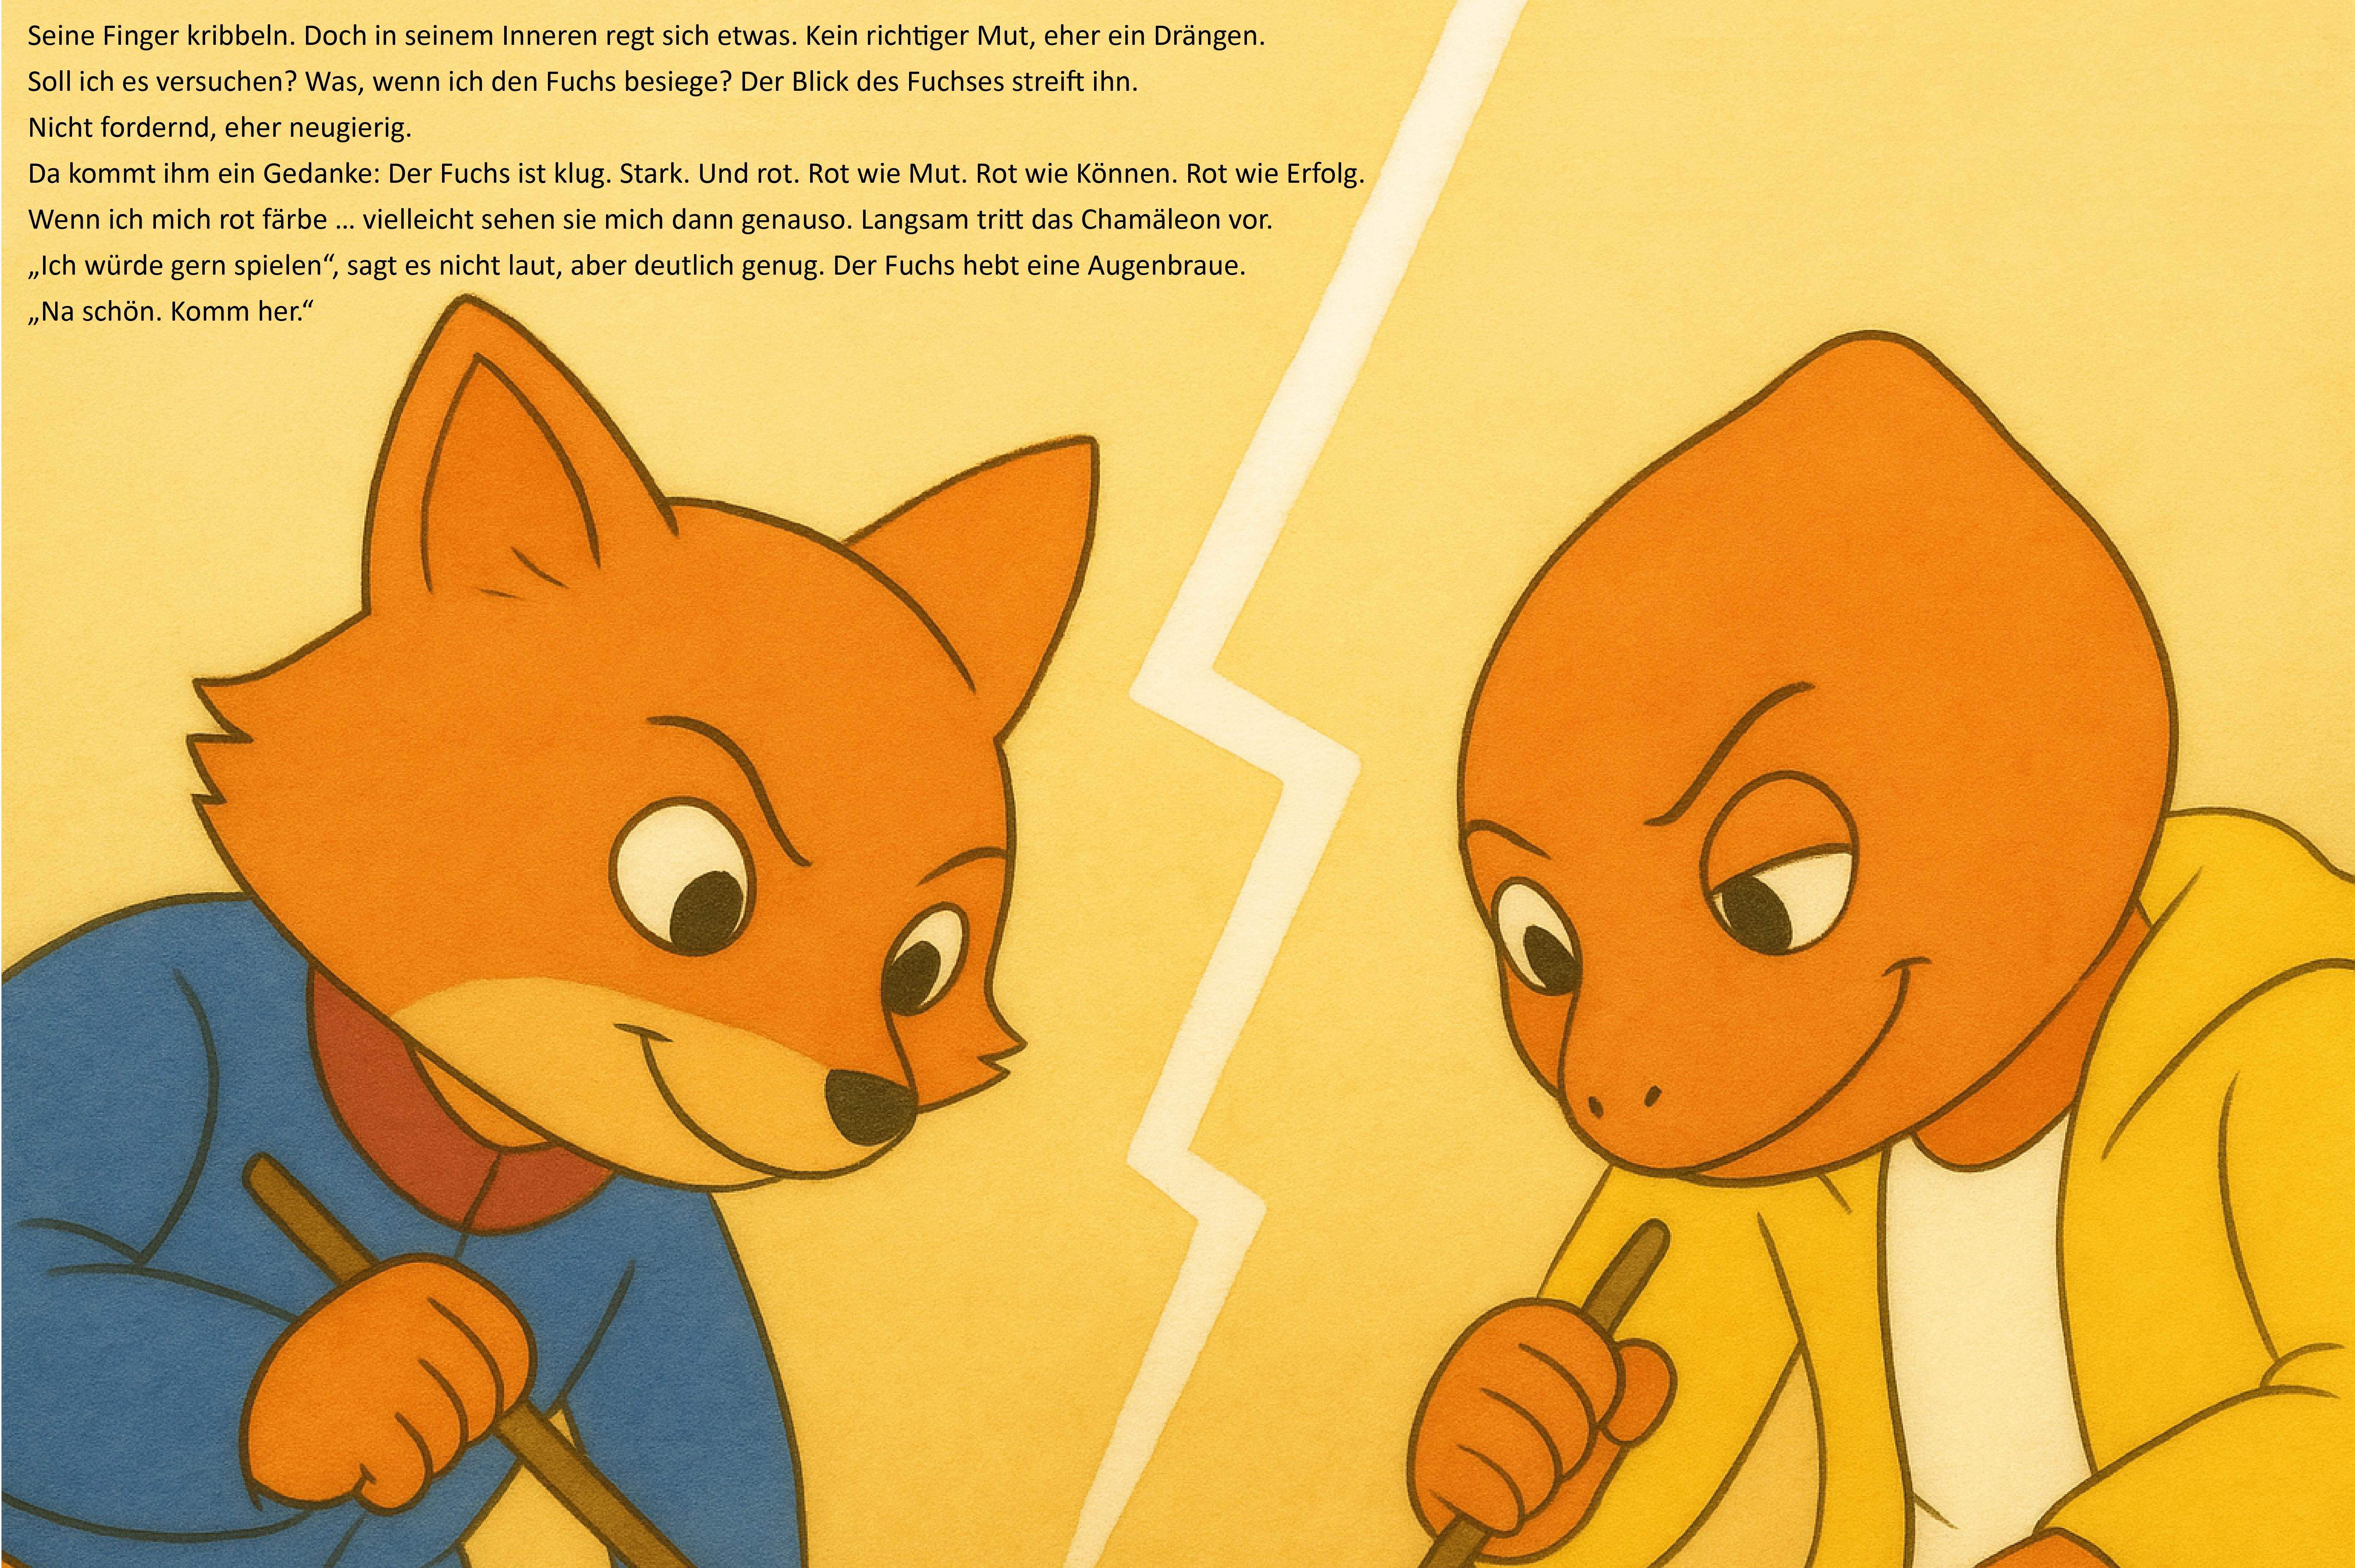 Seine Finger kribbeln. Doch in seinem Inneren regt sich etwas. Kein richtiger Mut, eher ein Drängen.
Soll ich es versuchen? Was, wenn ich den Fuchs besiege? Der Blick des Fuchses streift ihn.
Nicht fordernd, eher neugierig.
Da kommt ihm ein Gedanke: Der Fuchs ist klug. Stark. Und rot. Rot wie Mut. Rot wie Können. Rot wie Erfolg.
Wenn ich mich rot färbe … vielleicht sehen sie mich dann genauso. Langsam tritt das Chamäleon vor.
„Ich würde gern spielen“, sagt es nicht laut, aber deutlich genug. Der Fuchs hebt eine Augenbraue.
„Na schön. Komm her.“